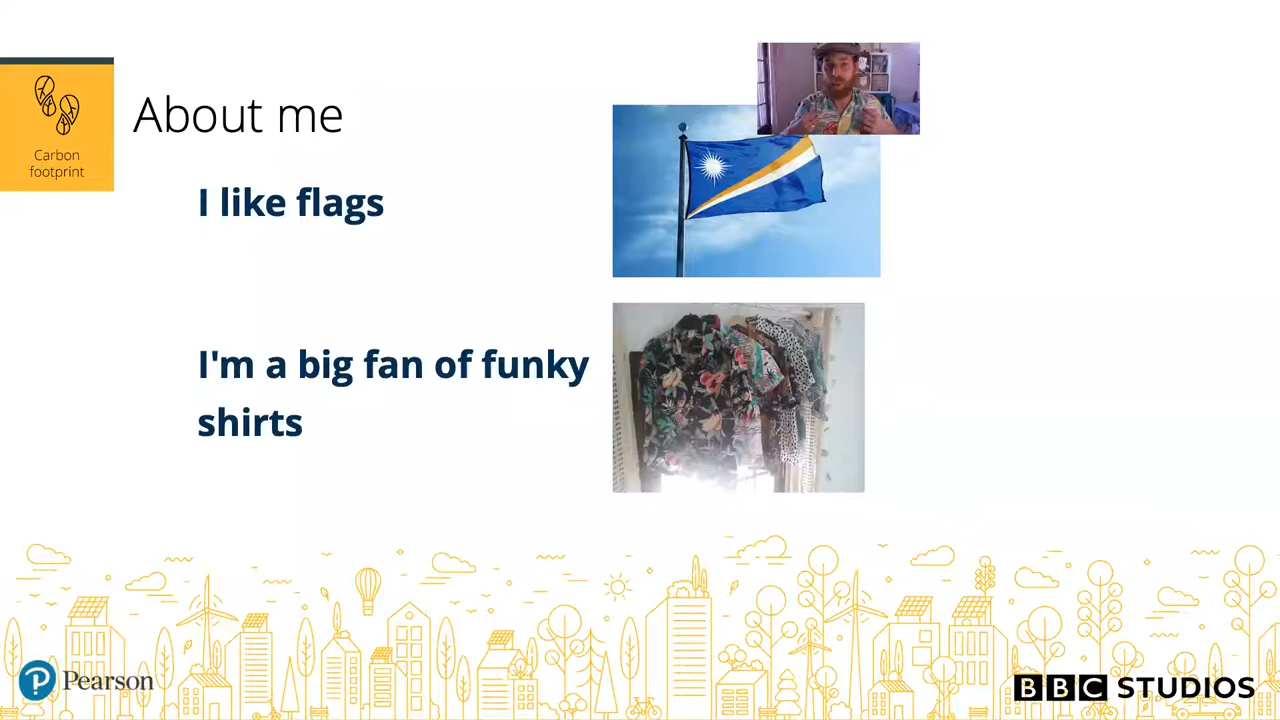 Carbon
footprint
About me
I like flags
I'm a big fan of funky
shirts
P Pearson
BBC STUDIOS